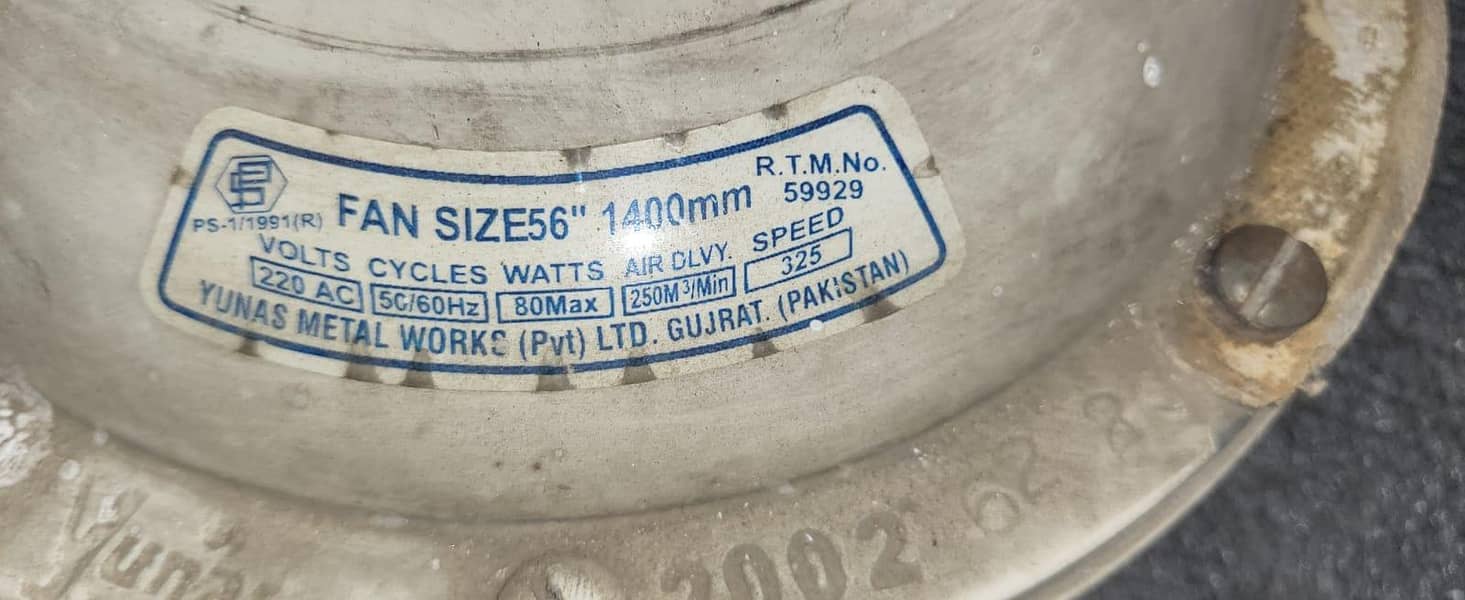 PS-1/1991(R)
FAN SIZE56" 1400mm
R.T.M.No.
59929
VOLTS CYCLES WATTS AIR DLVY. SPEED
220 AC 50/60Hz 80Max 250M³/Min 325
YUNAS METAL WORKS (Pvt) LTD. GUJRAT. (PAKISTAN)
Yunas
2002